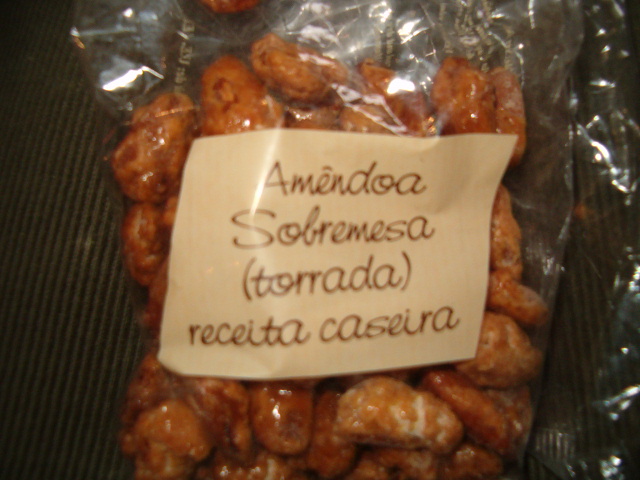 Amêndoa
Sobremesa
(torrada)
receita caseira